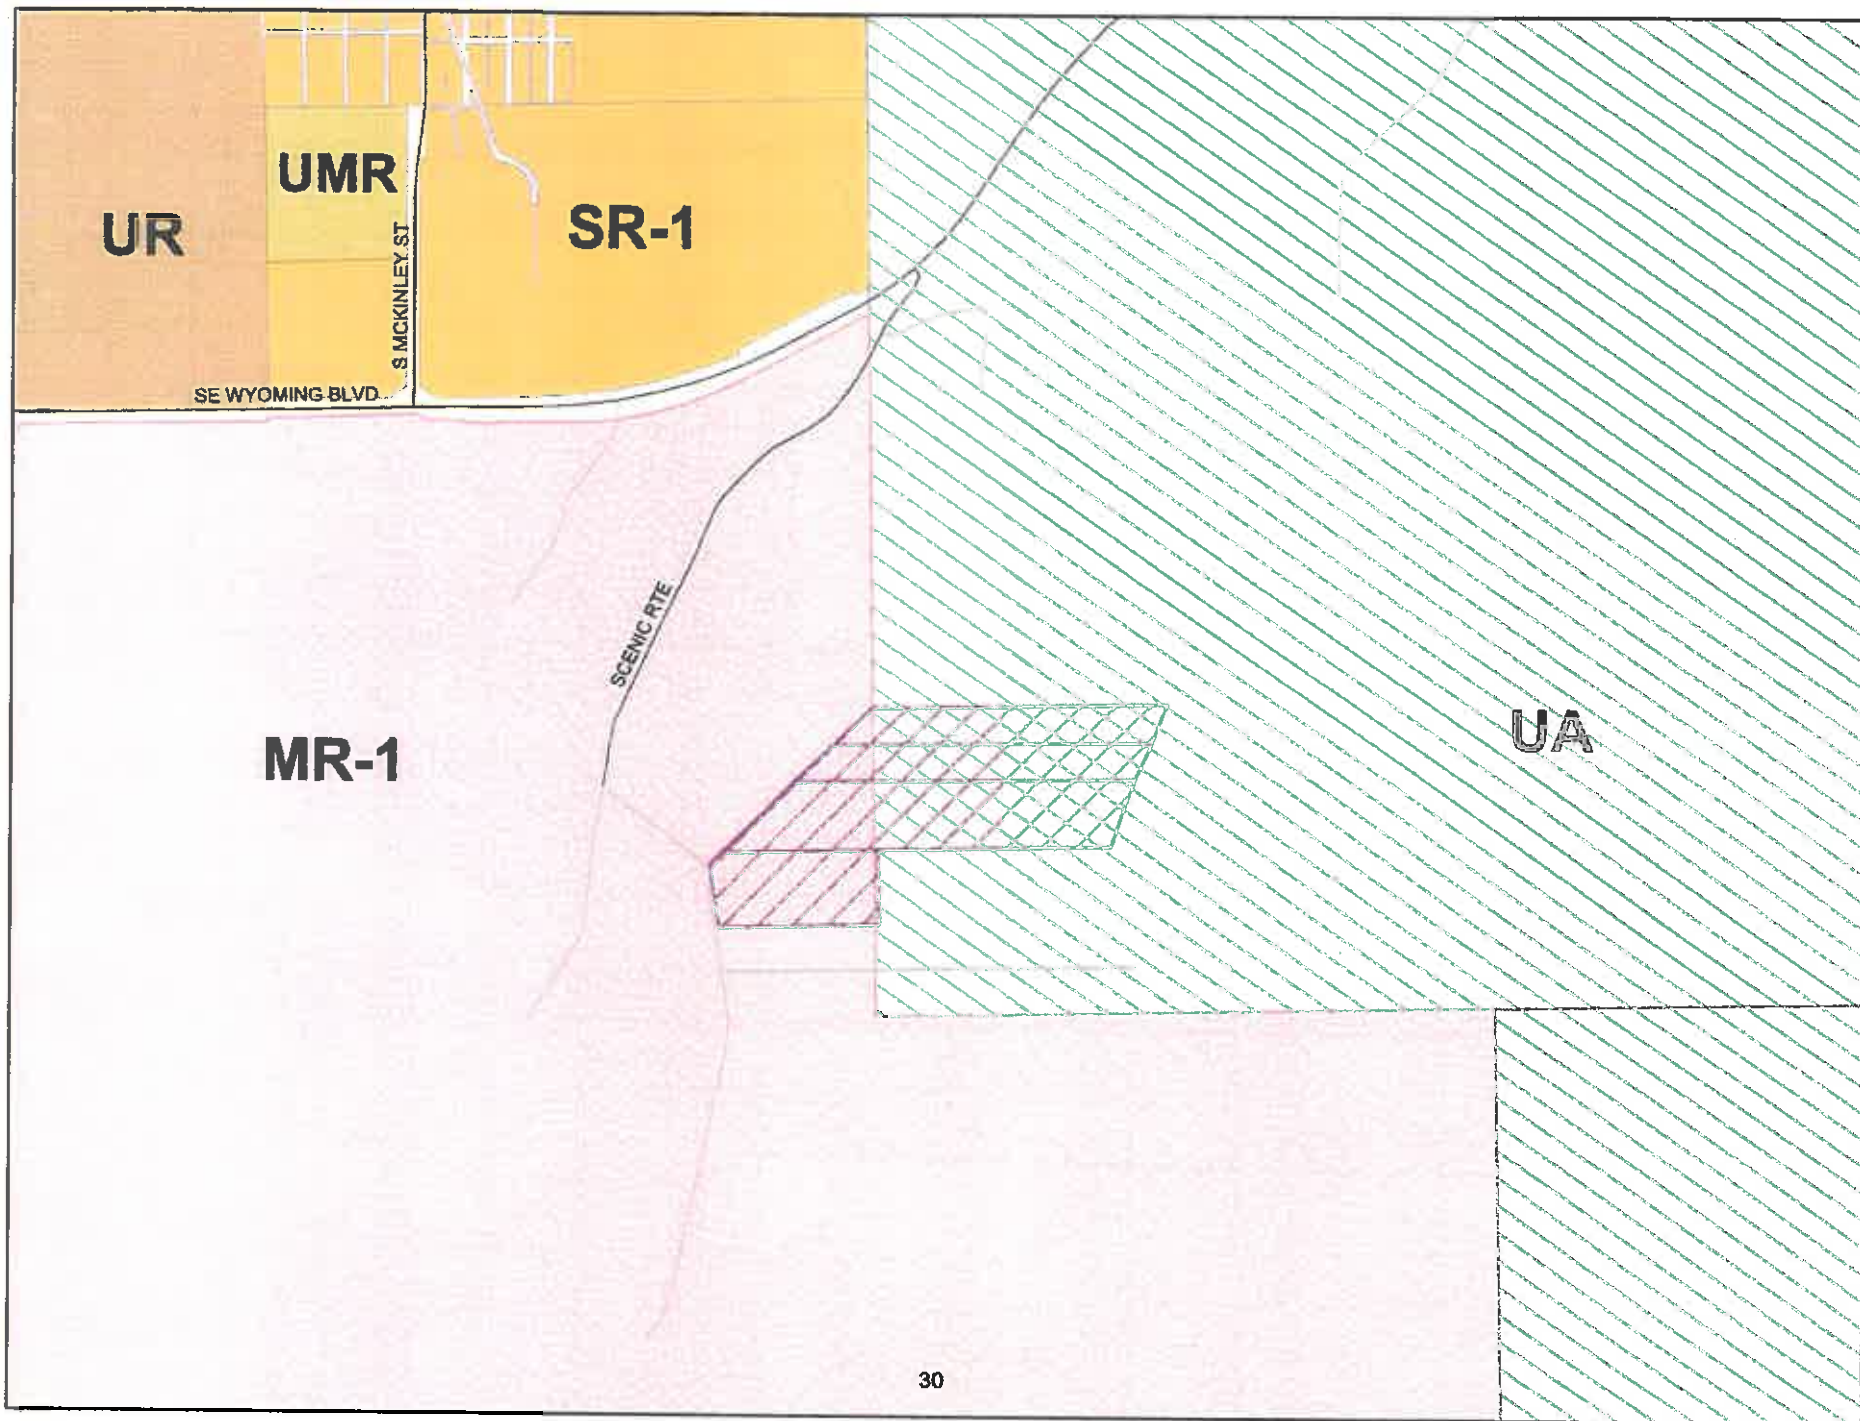 UMR
UR
SR-1
S MCKINLEY ST
SE WYOMING BLVD
SCENIC RTE
MR-1
UA
30